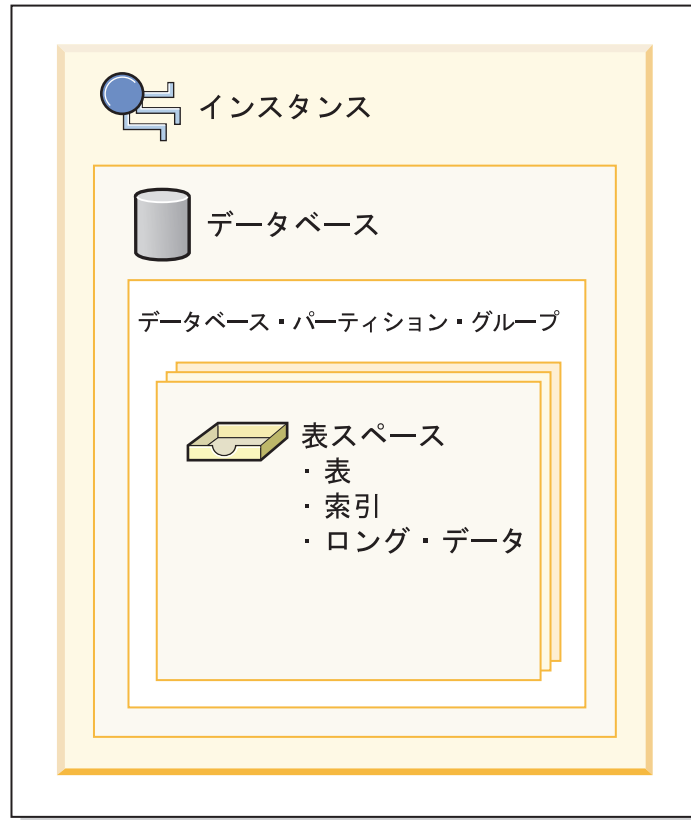 インスタンス
データベース
データベース・パーティション・グループ
表スペース
・表
・索引
・ロング・データ